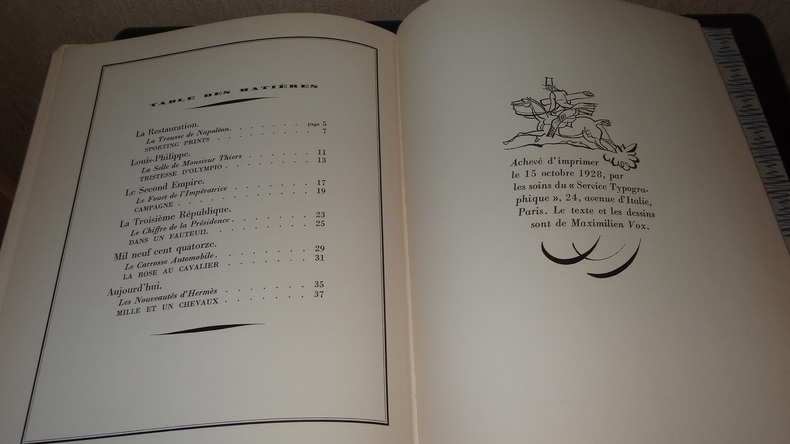 TABLE DES MATIÈRES
La Restauration. . . . . . . . page 5
La Trousse de Napoléon. . . . . . . . 7
SPORTING PRINTS
Louis-Philippe. . . . . . . . 11
La Selle de Monsieur Thiers . . . . . . . 13
TRISTESSE D'OLYMPIO . . . . . . . .
Le Second Empire. . . . . . . . 17
Le Fouet de l'Impératrice . . . . . . . 19
CAMPAGNE . . . . . . . .
La Troisième République. . . . . . . 23
Le Chiffre de la Présidence . . . . . . . 25
DANS UN FAUTEUIL . . . . . . .
Mil neuf cent quatorze. . . . . . . 29
Le Carrosse Automobile. . . . . . . 31
LA ROSE AU CAVALIER . . . . . . .
Aujourd'hui. . . . . . . . 35
Les Nouveautés d'Hermès . . . . . . . 37
MILLE ET UN CHEVAUX . . . . . . .
Achevé d'imprimer
le 15 octobre 1928, par
les soins du « Service Typogra-
phique », 24, avenue d'Italie,
Paris. Le texte et les dessins
sont de Maximilien Vox.